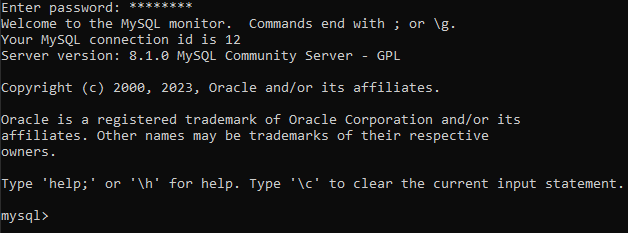 Enter password: ********
Welcome to the MySQL monitor.  Commands end with ; or \g.
Your MySQL connection id is 12
Server version: 8.1.0 MySQL Community Server - GPL

Copyright (c) 2000, 2023, Oracle and/or its affiliates.

Oracle is a registered trademark of Oracle Corporation and/or its
affiliates. Other names may be trademarks of their respective
owners.

Type 'help;' or '\h' for help. Type '\c' to clear the current input statement.

mysql>